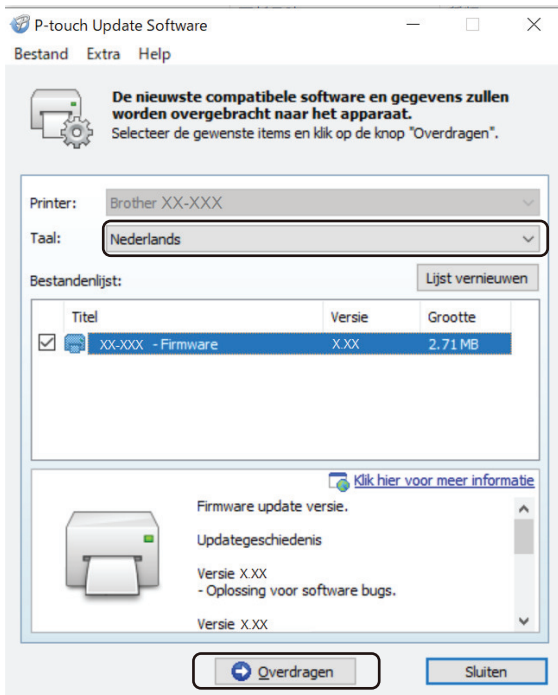 P-touch Update Software
Bestand Extra Help
De nieuwste compatibele software en gegevens zullen
worden overgebracht naar het apparaat.
Selecteer de gewenste items en klik op de knop "Overdragen".
Printer: Brother XX-XXX
Taal: Nederlands
Bestandenlijst: Lijst vernieuwen
Titel Versie Grootte
XX-XXX - Firmware X.XX 2.71 MB
Klik hier voor meer informatie
Firmware update versie.
Updategeschiedenis
Versie X.XX
- Oplossing voor software bugs.
Versie X.XX
Overdragen Sluiten